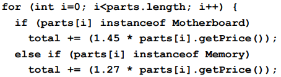 for (int i=0; i<parts.length; i++) {
if (parts[i] instanceof Motherboard)
total += (1.45 * parts[i].getPrice());
else if (parts[i] instanceof Memory)
total += (1.27 * parts[i].getPrice());